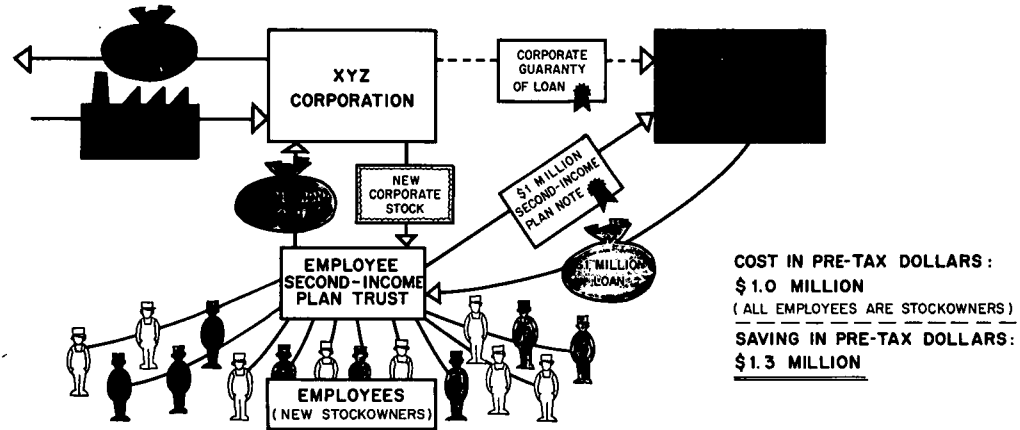 XYZ
CORPORATION
CORPORATE
GUARANTY
OF LOAN
NEW
CORPORATE
STOCK
$1 MILLION
SECOND-INCOME
PLAN NOTE
$1 MILLION
LOAN
EMPLOYEE
SECOND-INCOME
PLAN TRUST
EMPLOYEES
(NEW STOCKOWNERS)
COST IN PRE-TAX DOLLARS:
$1.0 MILLION
(ALL EMPLOYEES ARE STOCKOWNERS)
SAVING IN PRE-TAX DOLLARS:
$1.3 MILLION